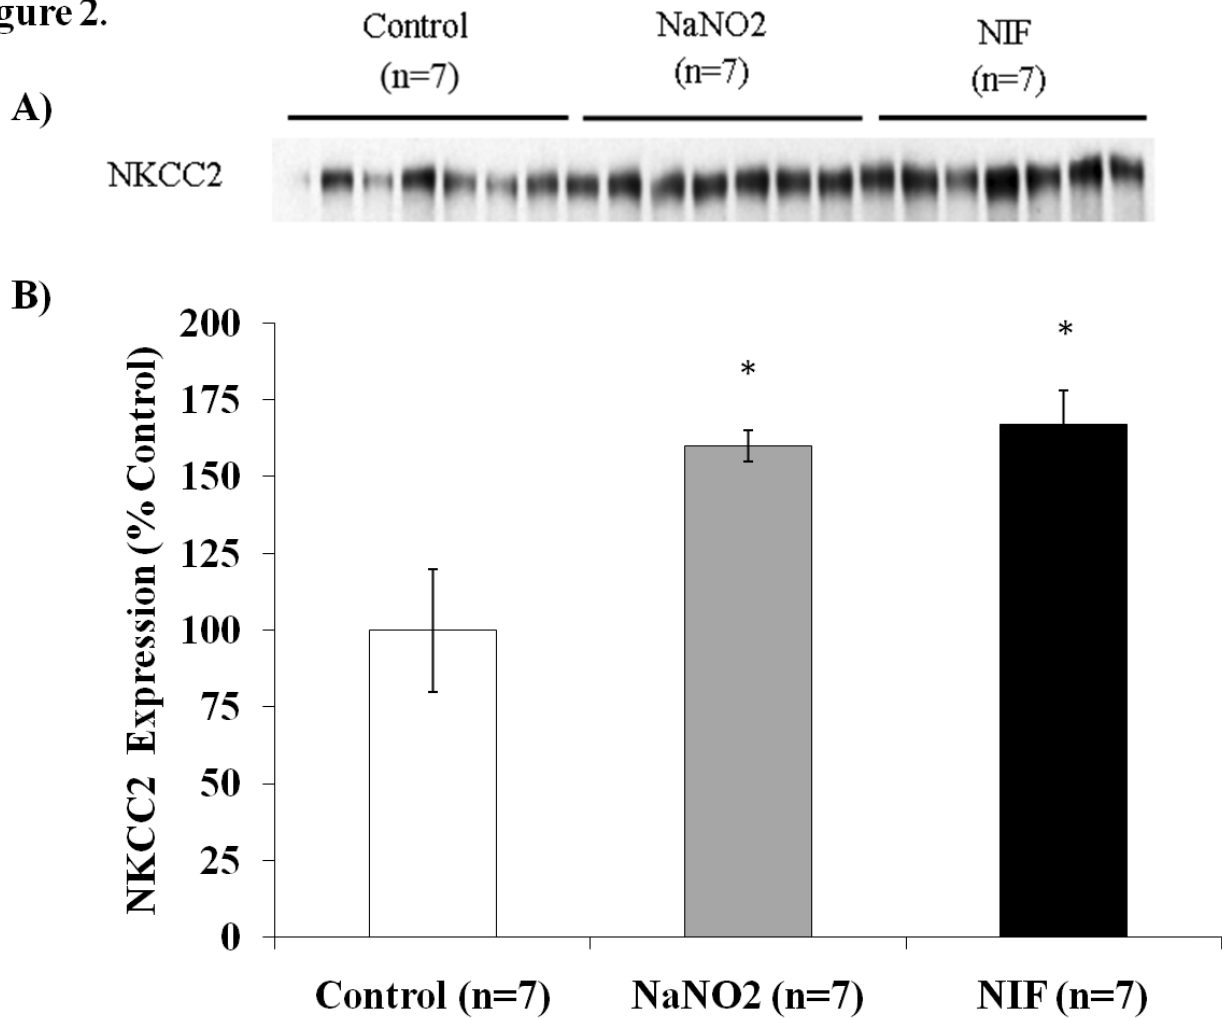 gure 2.
Control
(n=7)
NaNO2
(n=7)
NIF
(n=7)
A)
NKCC2
B)
NKCC2 Expression (% Control)
200
175
150
125
100
75
50
25
0
*
*
Control (n=7)
NaNO2 (n=7)
NIF (n=7)